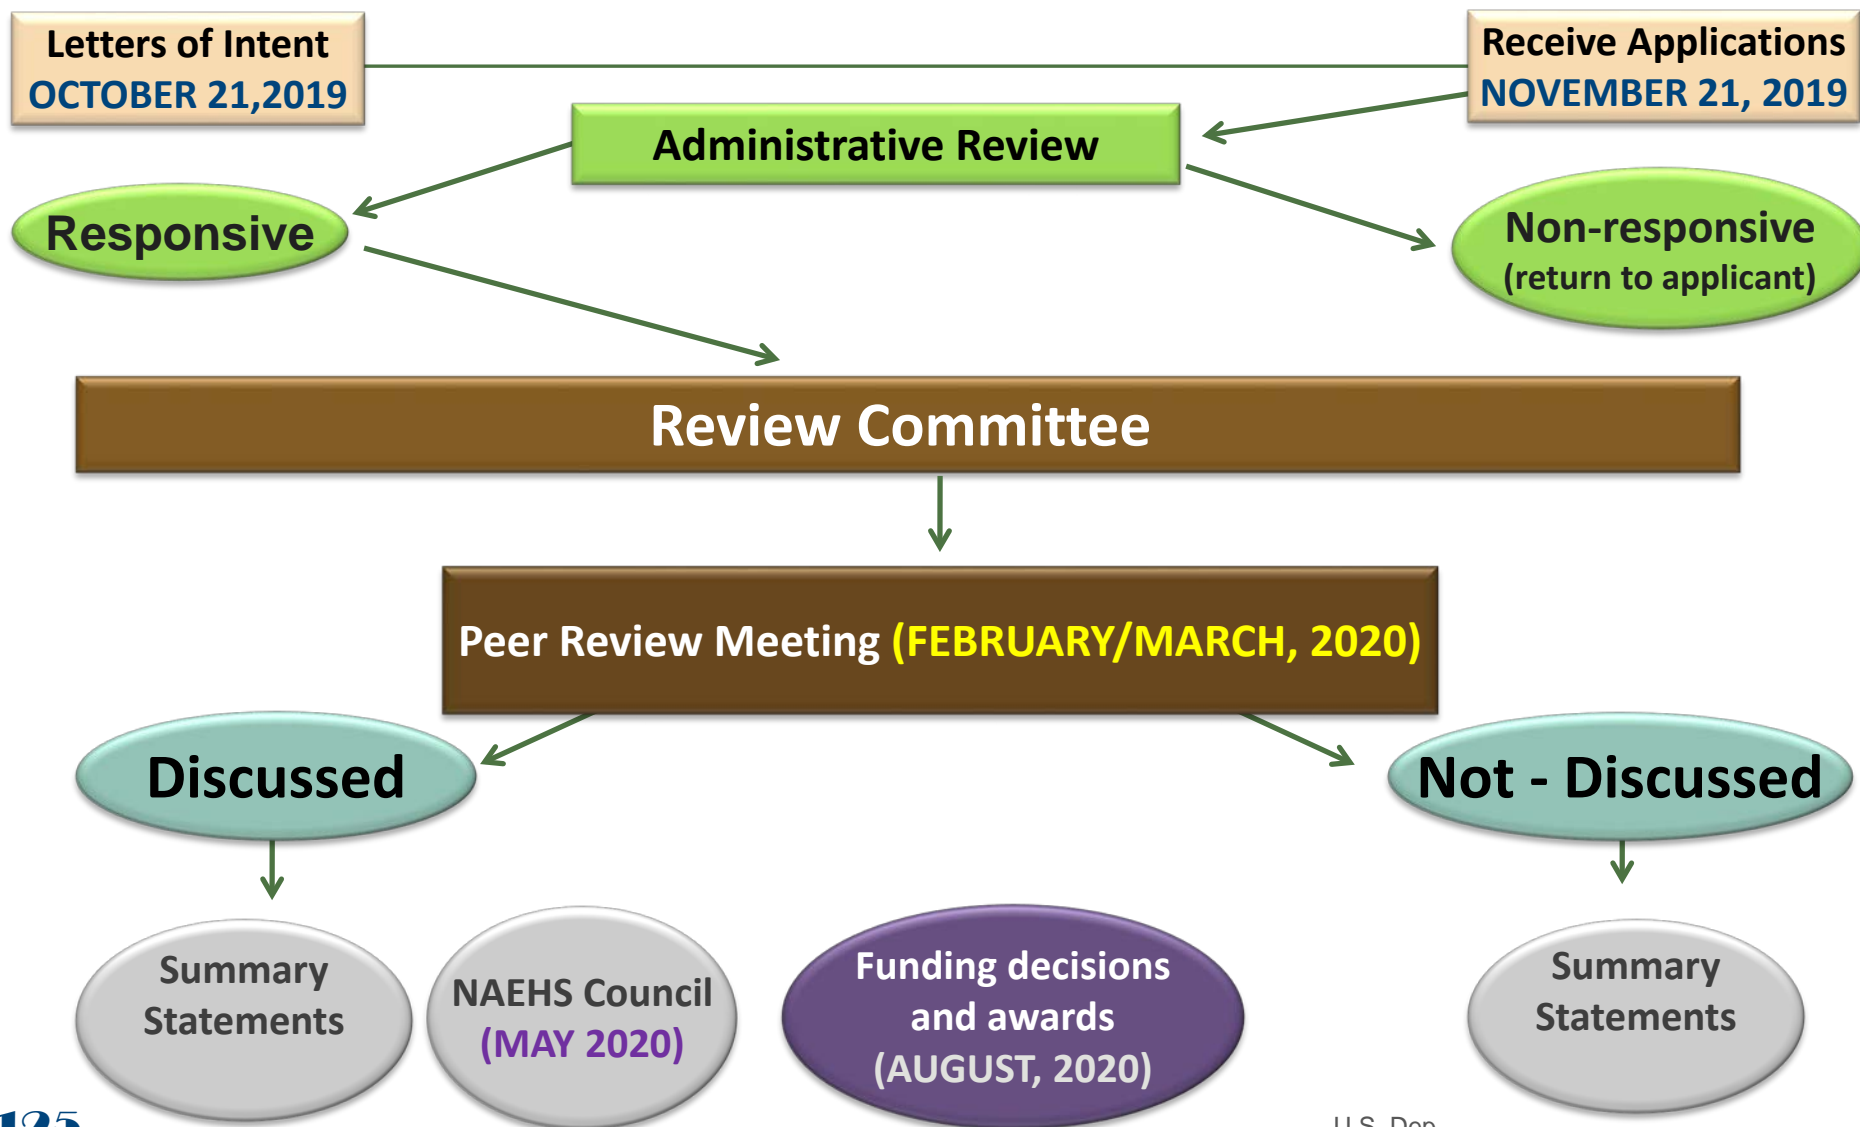 Letters of Intent
OCTOBER 21,2019
Receive Applications
NOVEMBER 21, 2019
Administrative Review
Responsive
Non-responsive
(return to applicant)
Review Committee
Peer Review Meeting (FEBRUARY/MARCH, 2020)
Discussed
Not - Discussed
Summary
Statements
NAEHS Council
(MAY 2020)
Funding decisions
and awards
(AUGUST, 2020)
Summary
Statements
125
U.S. Dep